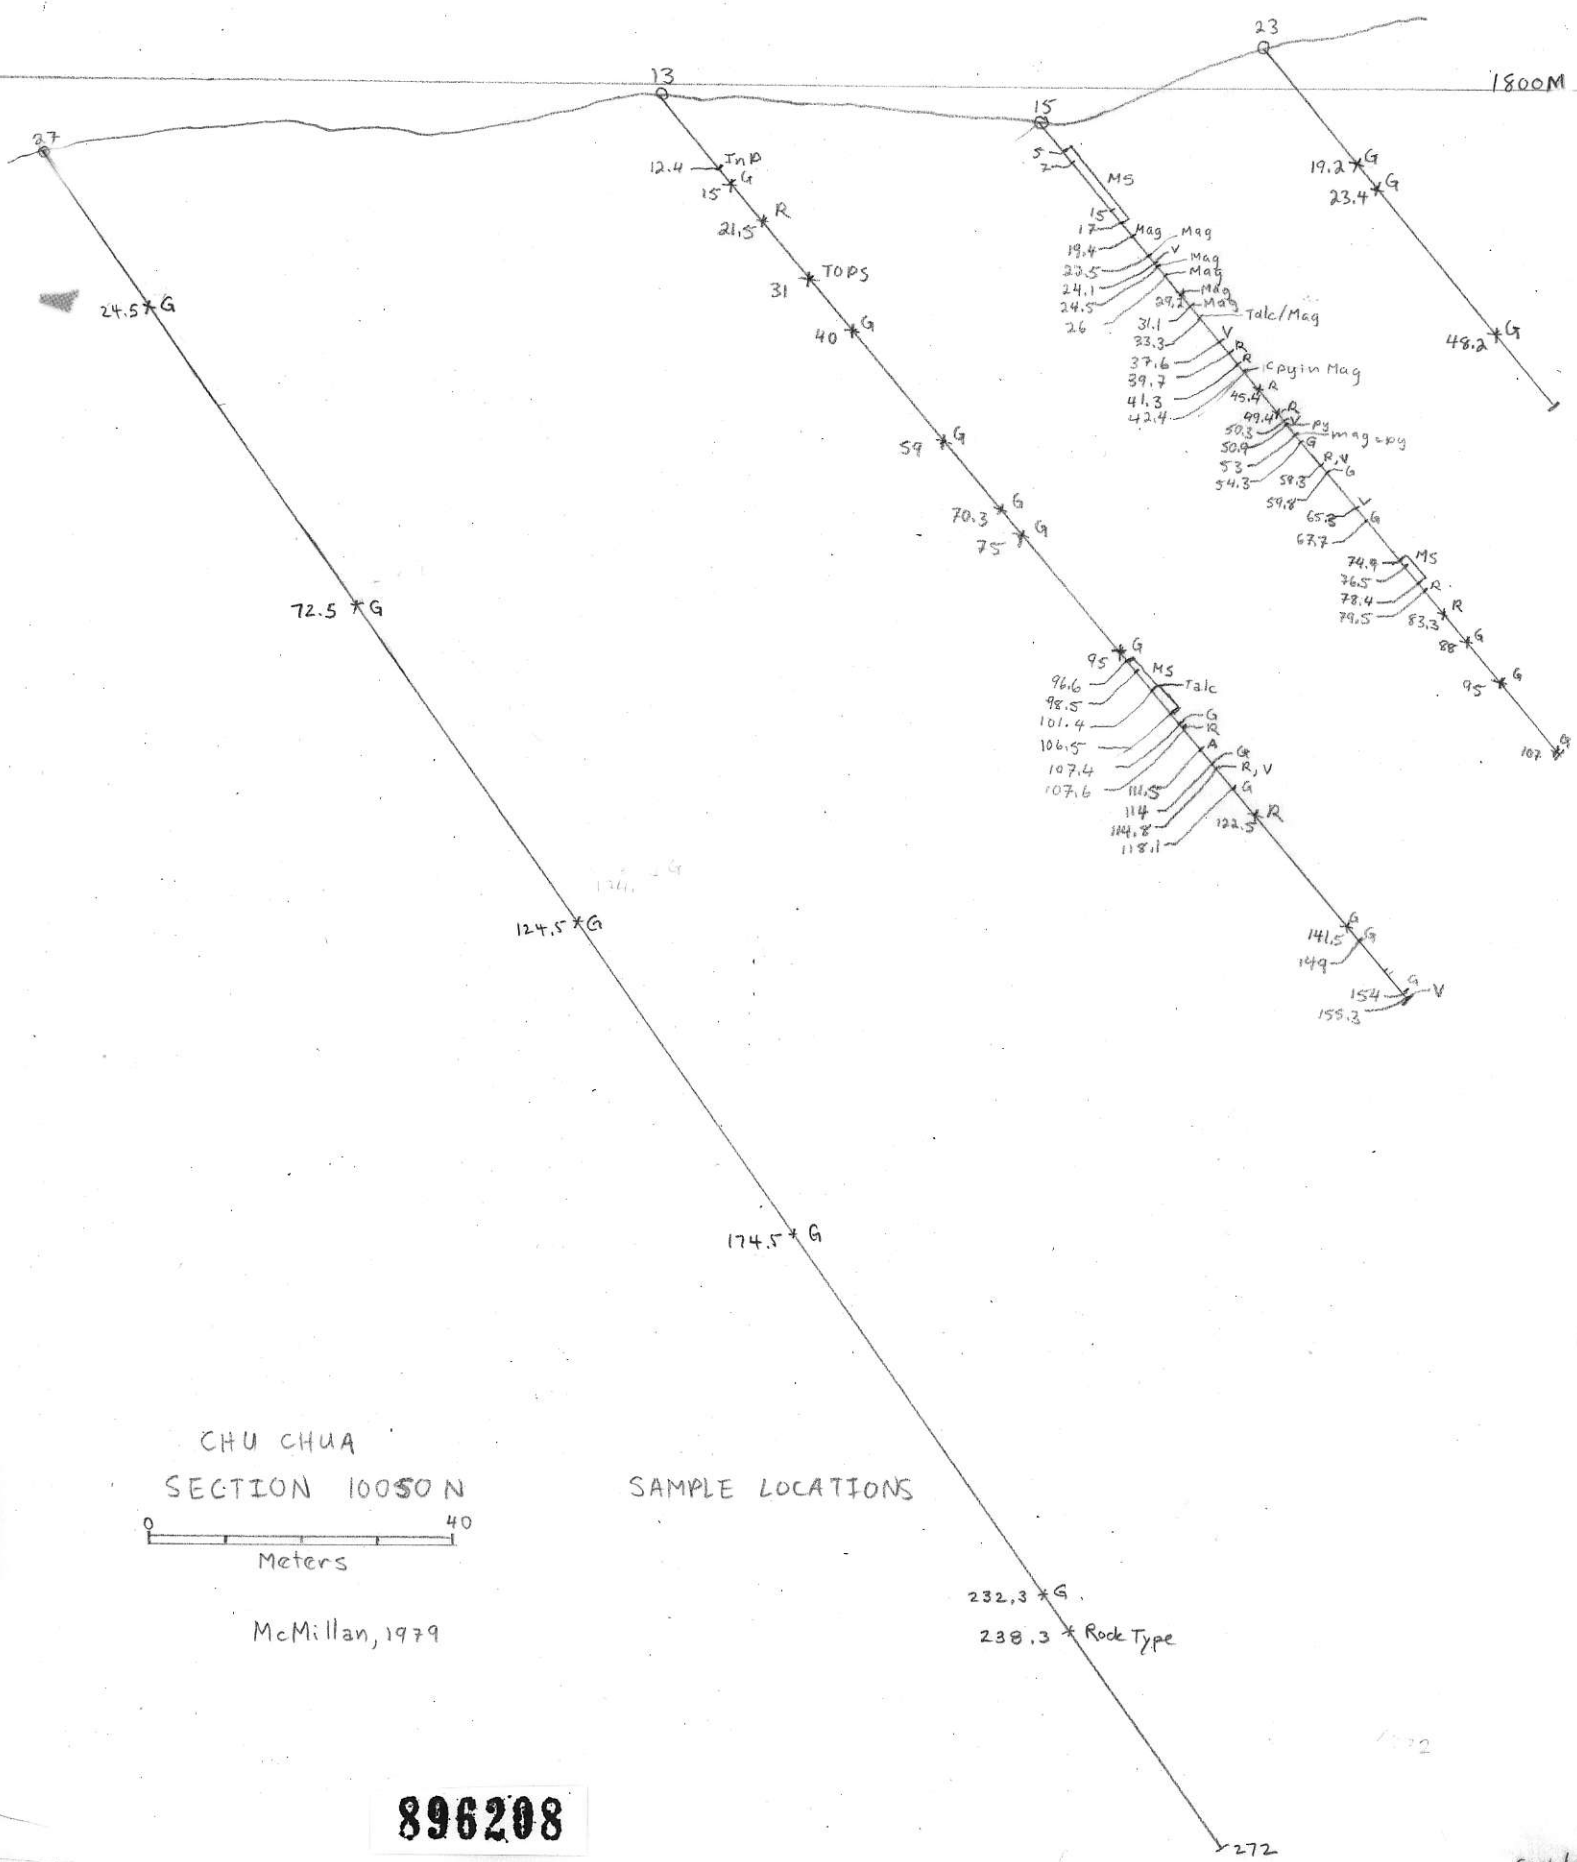 23
1800M
13
15
27
12.4 In D
15 G
21.5 R
31 TOPS
40 G
59 G
70.3 G
75 G
95 G
96.6
MS
98.5
101.4 Talc
106.5
107.4 G
107.6 R
111.5 A
114 G
114.8 R, V
118.1 G
122.5 R
141.5 G
149 G
154 G
155.3 V
5
7
MS
15
17
19.4 Mag
22.5 Mag
24.1 V
24.5 Mag
26 Mag
29.2 Mag
31.1 Mag
33.3 Talc/Mag
37.6 V
39.7 R
41.3 R
42.4 cpy in Mag
45.4 R
49.4 R
50.3 V
50.9 py
53 mag cpy
54.3 G
58.3 R, V
59.8 G
65.3 V
67.7 G
74.9
MS
76.5
78.4
79.5 R
83.3 R
88 G
95 G
107 G
19.2 G
23.4 G
48.2 G
24.5 G
72.5 G
124.5 G
174.5 G
232.3 G
238.3 Rock Type
272
CHU CHUA
SECTION 10050 N
SAMPLE LOCATIONS
0 40
Meters
McMillan, 1979
896208